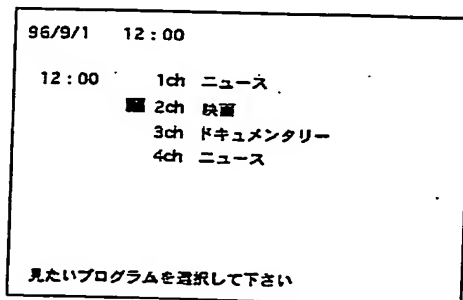 96/9/1 12:00
12:00 1ch ニュース
2ch 映画
3ch ドキュメンタリー
4ch ニュース
見たいプログラムを選択して下さい